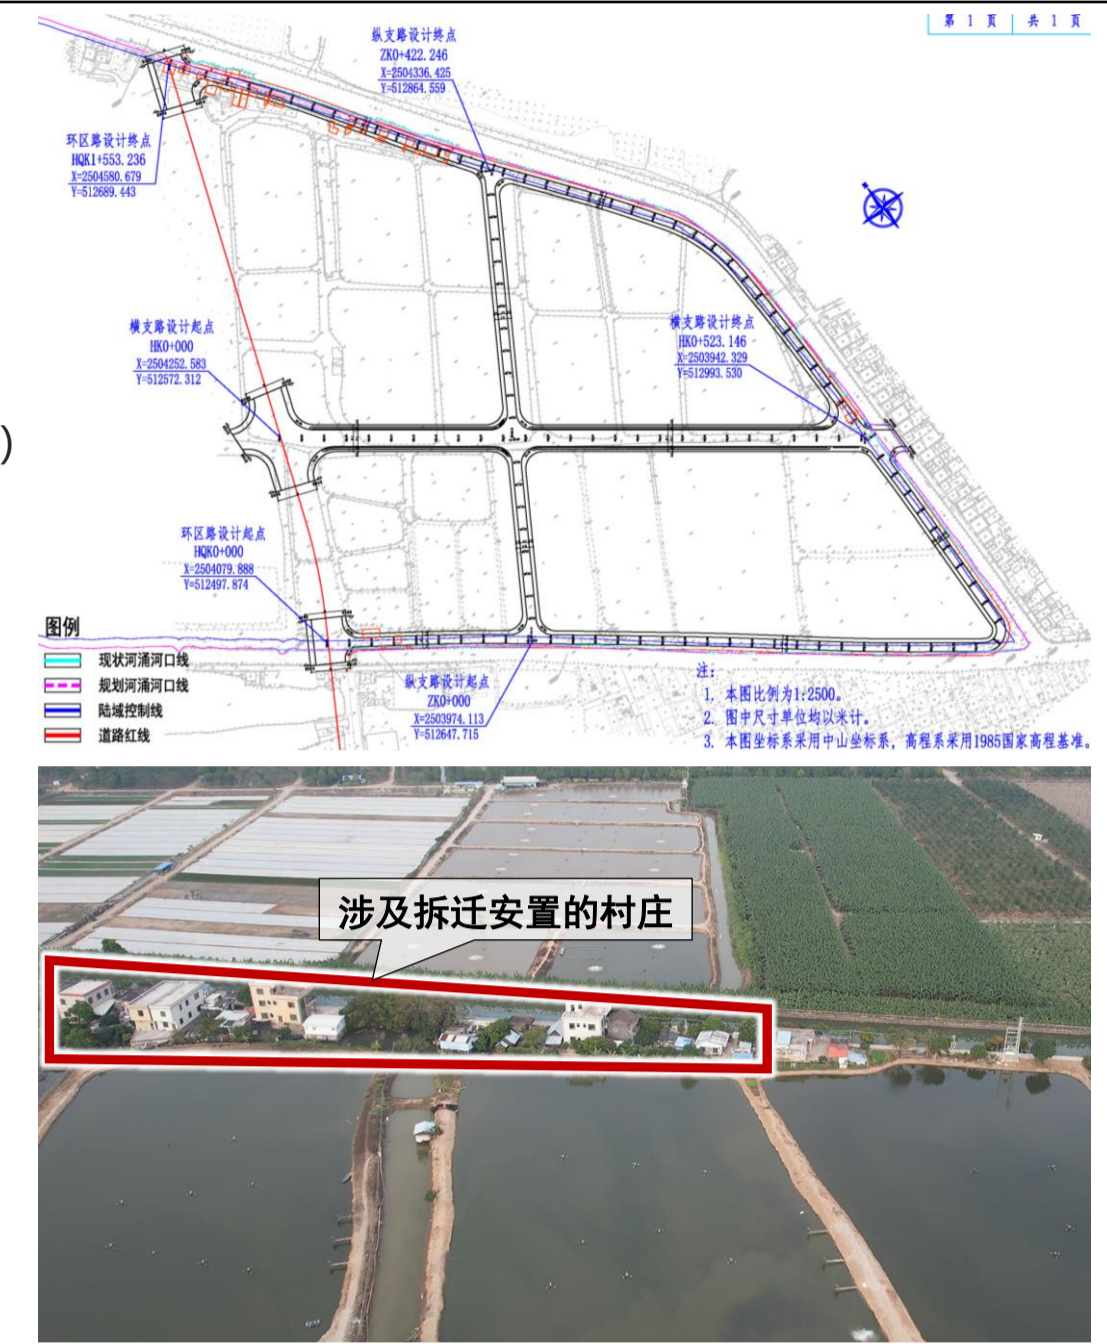 第 1 页 共 1 页
纵支路设计终点
ZK0+422.246
X=2504336.425
Y=512864.559
环区路设计终点
HQK1+553.236
X=2504580.679
Y=512689.443
横支路设计起点
HK0+000
X=2504252.583
Y=512572.312
横支路设计终点
HK0+523.146
X=2503942.329
Y=512993.530
)
环区路设计起点
HQK0+000
X=2504079.888
Y=512497.874
图例
现状河涌河口线
规划河涌河口线
陆域控制线
道路红线
纵支路设计起点
ZK0+000
X=2503974.113
Y=512647.715
注:
1. 本图比例为1:2500。
2. 图中尺寸单位均以米计。
3. 本图坐标系采用中山坐标系, 高程系采用1985国家高程基准。
涉及拆迁安置的村庄